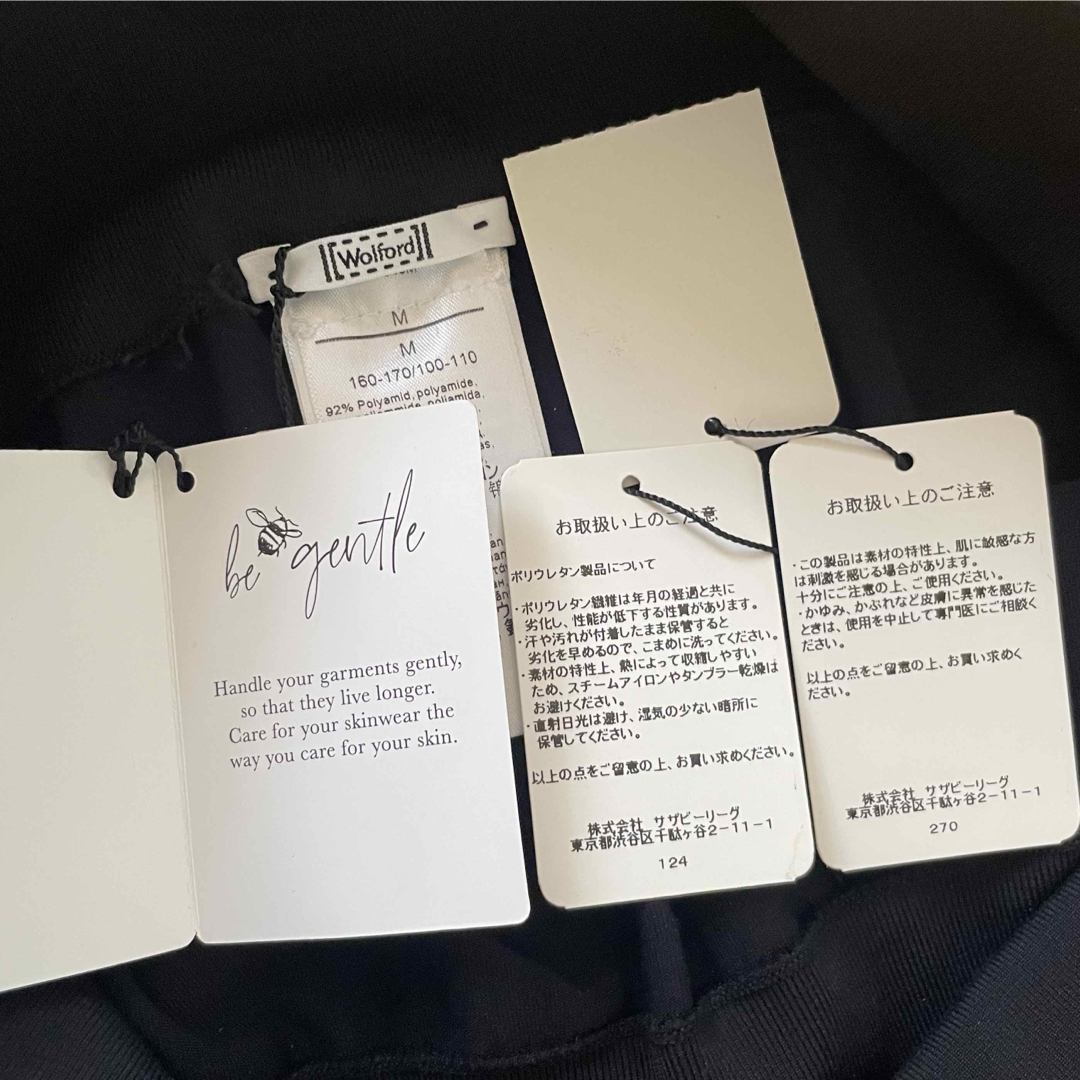 [[Wolford]]
M
M
160-170/100-110
92% Polyamid, polyamide,
poliamida,
be gentle
Handle your garments gently,
so that they live longer.
Care for your skinwear the
way you care for your skin.
お取扱い上のご注意
ポリウレタン製品について
・ポリウレタン繊維は年月の経過と共に
劣化し、性能が低下する性質があります。
・汗や汚れが付着したまま保管すると
劣化を早めるので、こまめに洗ってください。
・素材の特性上、熱によって収縮しやすい
ため、スチームアイロンやタンブラー乾燥は
お避けください。
・直射日光は避け、湿気の少ない暗所に
保管してください。
以上の点をご留意の上、お買い求めください。
株式会社 サザビーリーグ
東京都渋谷区千駄ヶ谷2-11-1
124
お取扱い上のご注意
・この製品は素材の特性上、肌に敏感な方
は刺激を感じる場合があります。
十分にご注意の上、ご使用ください。
・かゆみ、かぶれなど皮膚に異常を感じた
ときは、使用を中止して専門医にご相談く
ださい。
以上の点をご留意の上、お買い求めく
ださい。
株式会社 サザビーリーグ
東京都渋谷区千駄ヶ谷2-11-1
270